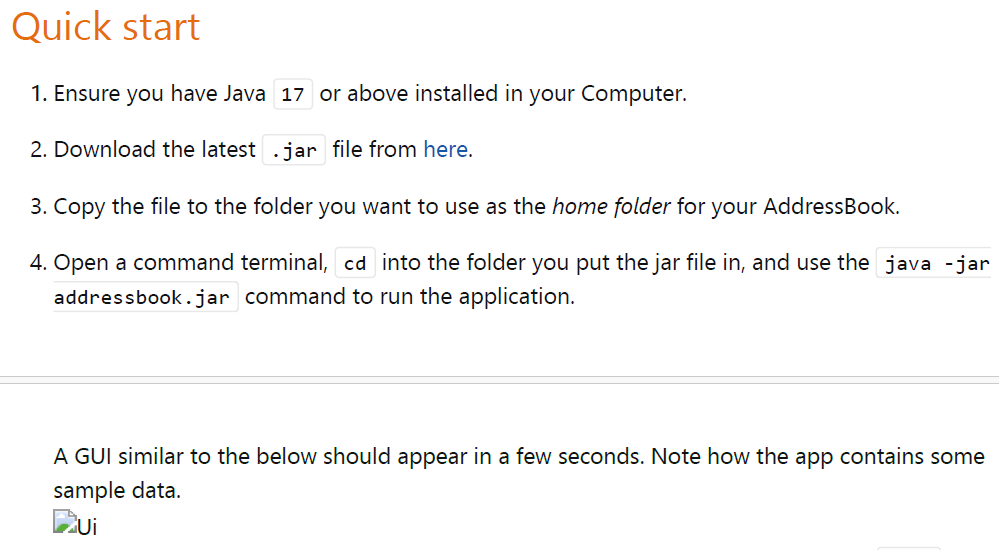 Quick start
1. Ensure you have Java 17 or above installed in your Computer.
2. Download the latest .jar file from here.
3. Copy the file to the folder you want to use as the home folder for your AddressBook.
4. Open a command terminal, cd into the folder you put the jar file in, and use the java -jar
addressbook.jar command to run the application.
A GUI similar to the below should appear in a few seconds. Note how the app contains some
sample data.
Ui